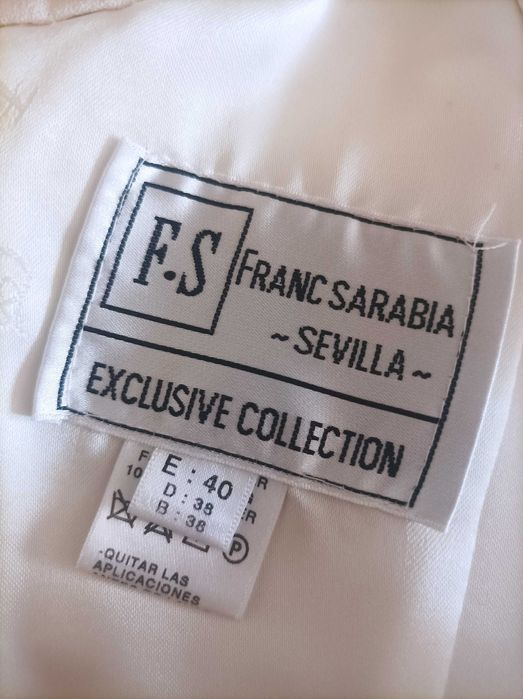 F.S
FRANC SARABIA
~ SEVILLA ~
EXCLUSIVE COLLECTION
E : 40
D : 38
B : 38
P
-QUITAR LAS
APLICACIONES